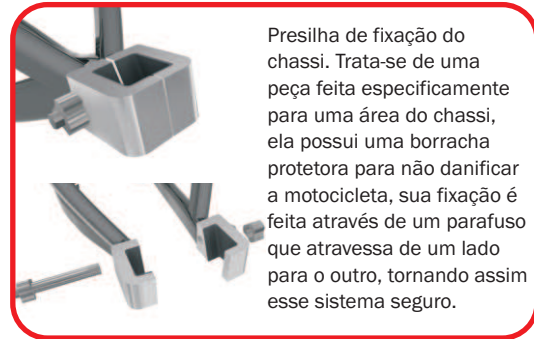 Presilha de fixação do
chassi. Trata-se de uma
peça feita especificamente
para uma área do chassi,
ela possui uma borracha
protetora para não danificar
a motocicleta, sua fixação é
feita através de um parafuso
que atravessa de um lado
para o outro, tornando assim
esse sistema seguro.